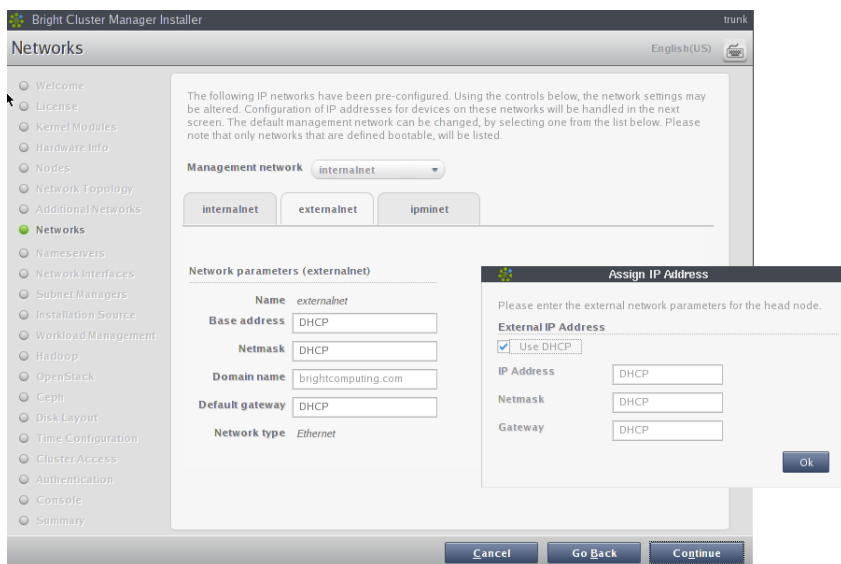 Bright Cluster Manager Installer
trunk
Networks
English(US)
Welcome
License
Kernel Modules
Hardware Info
Nodes
Network Topology
Additional Networks
Networks
Nameservers
Network Interfaces
Subnet Managers
Installation Source
Workload Management
Hadoop
OpenStack
Ceph
Disk Layout
Time Configuration
Cluster Access
Authentication
Console
Summary
The following IP networks have been pre-configured. Using the controls below, the network settings may
be altered. Configuration of IP addresses for devices on these networks will be handled in the next
screen. The default management network can be changed, by selecting one from the list below. Please
note that only networks that are defined bootable, will be listed.
Management network internalnet
internalnet externalnet ipminet
Network parameters (externalnet)
Name externalnet
Base address DHCP
Netmask DHCP
Domain name brightcomputing.com
Default gateway DHCP
Network type Ethernet
Assign IP Address
Please enter the external network parameters for the head node.
External IP Address
Use DHCP
IP Address DHCP
Netmask DHCP
Gateway DHCP
Ok
Cancel Go Back Continue